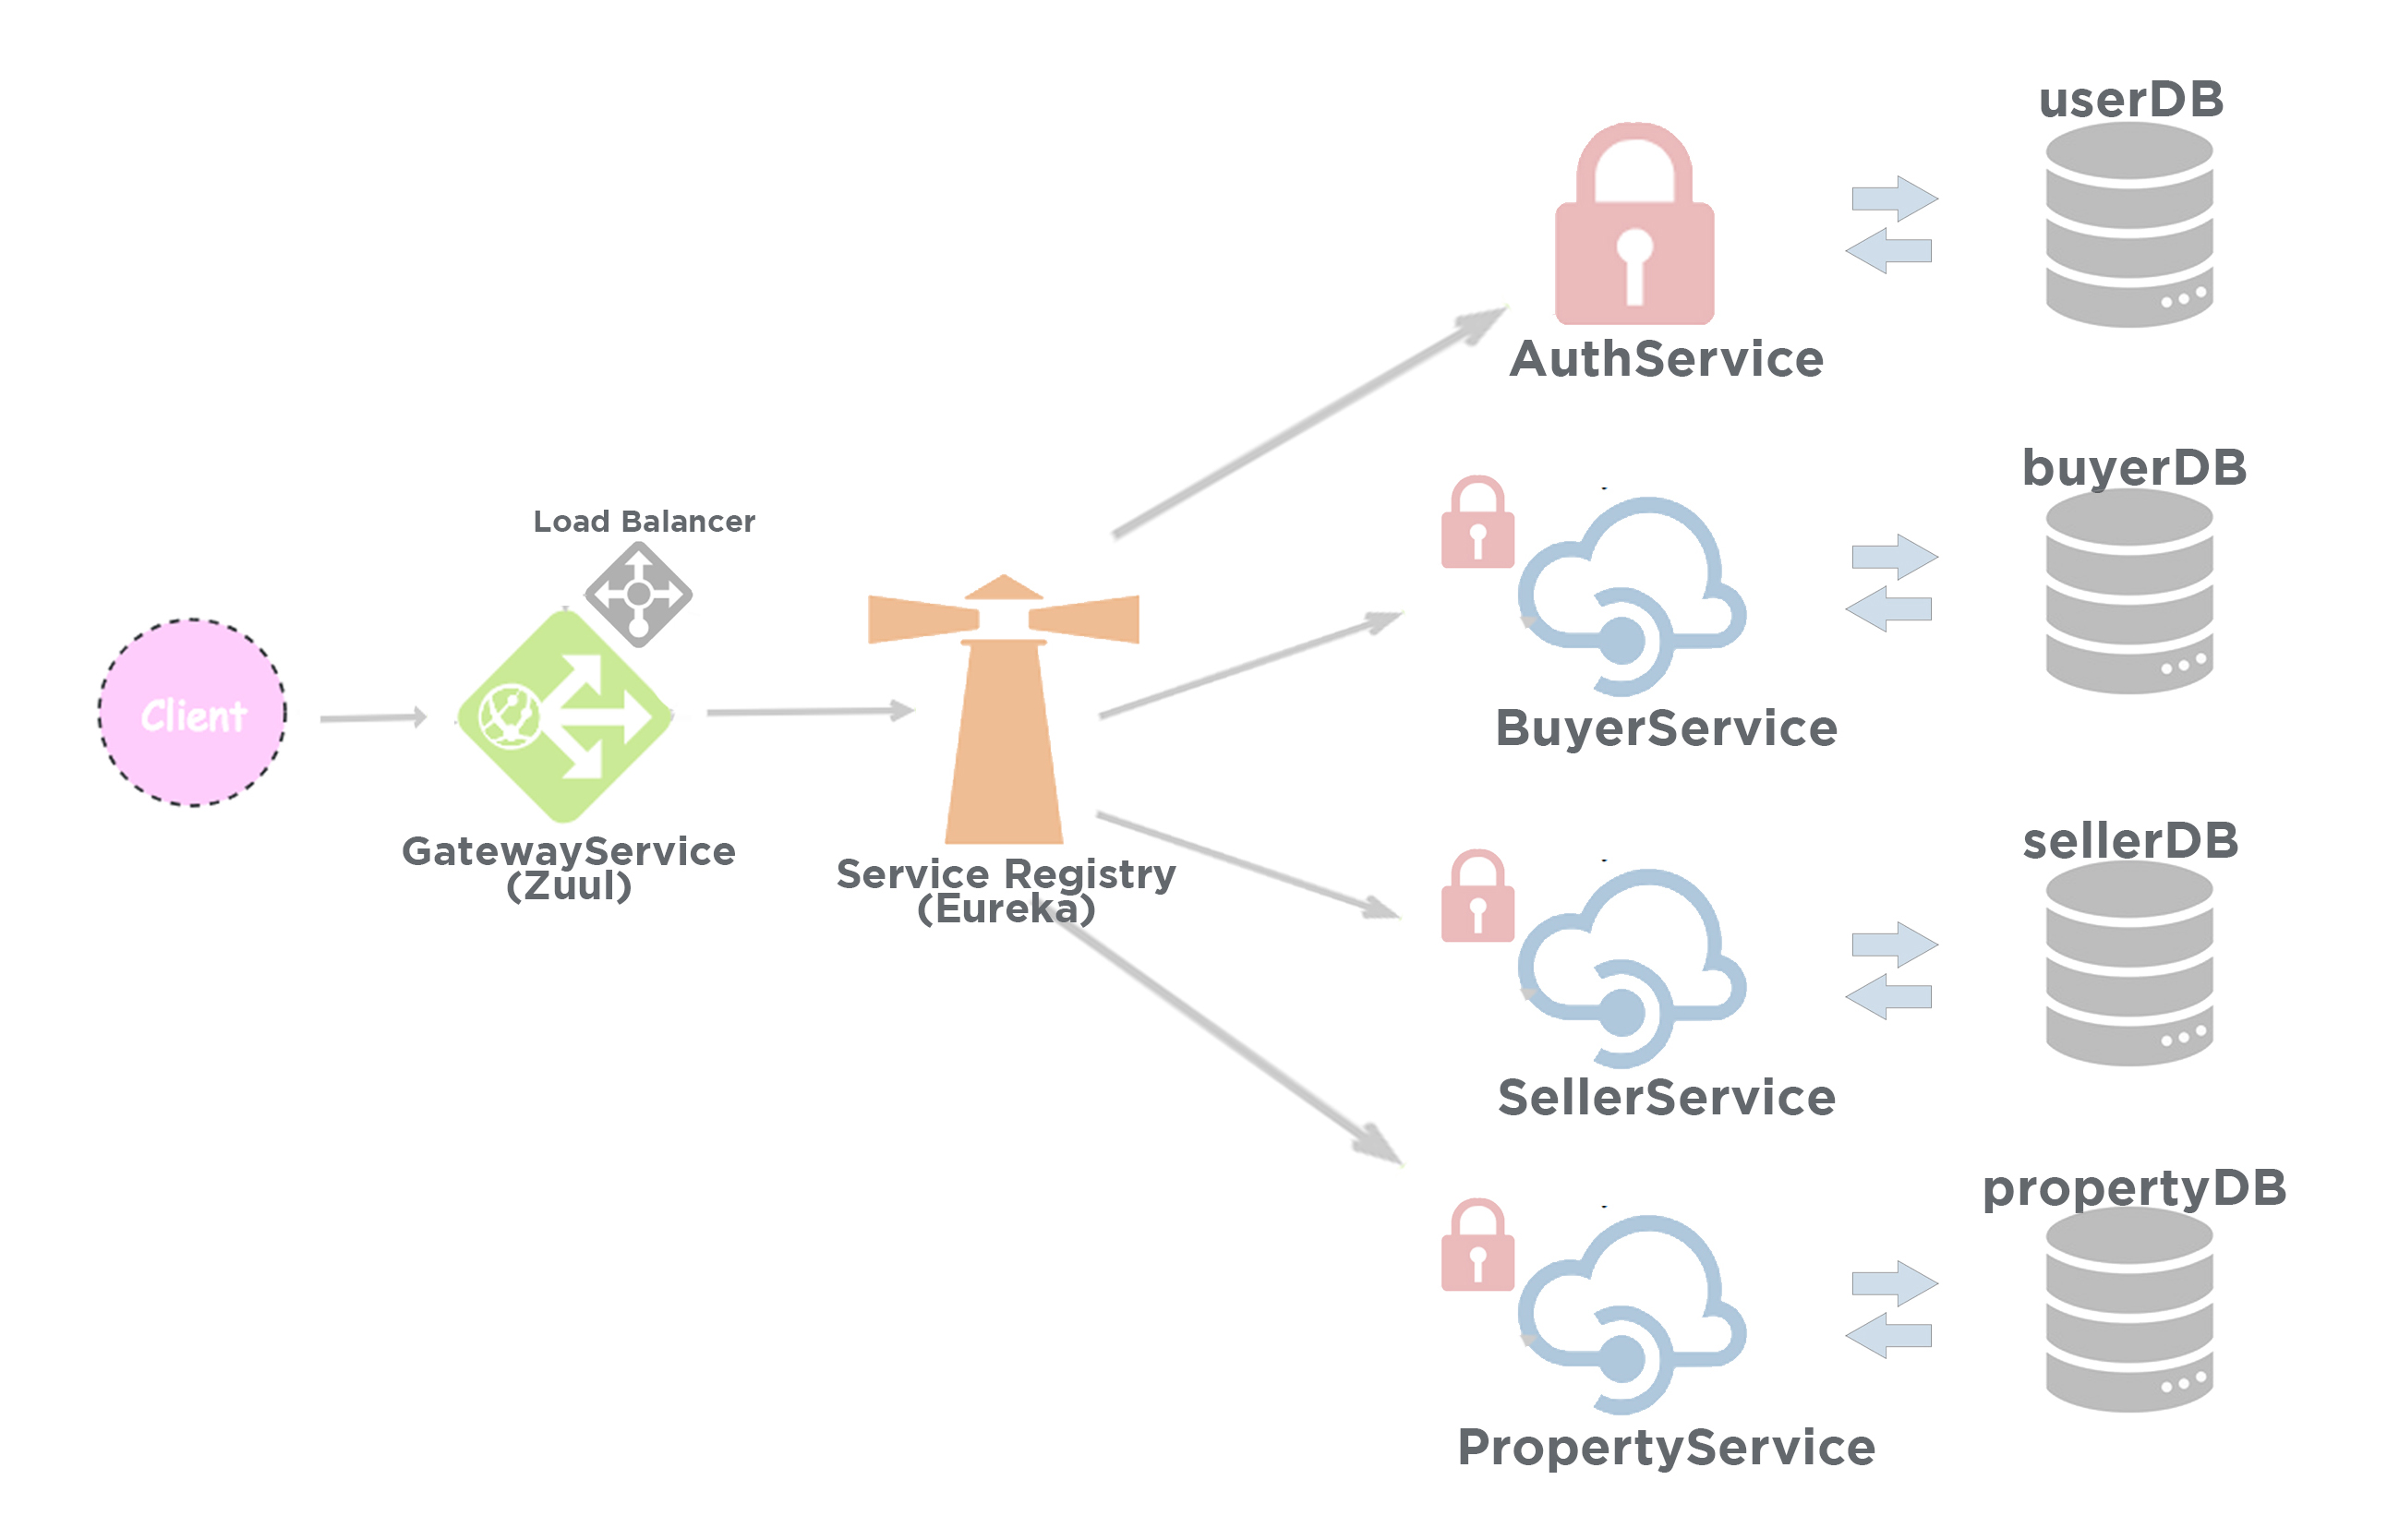 userDB
AuthService
buyerDB
Load Balancer
Client
BuyerService
GatewayService
(Zuul)
Service Registry
(Eureka)
sellerDB
SellerService
propertyDB
PropertyService